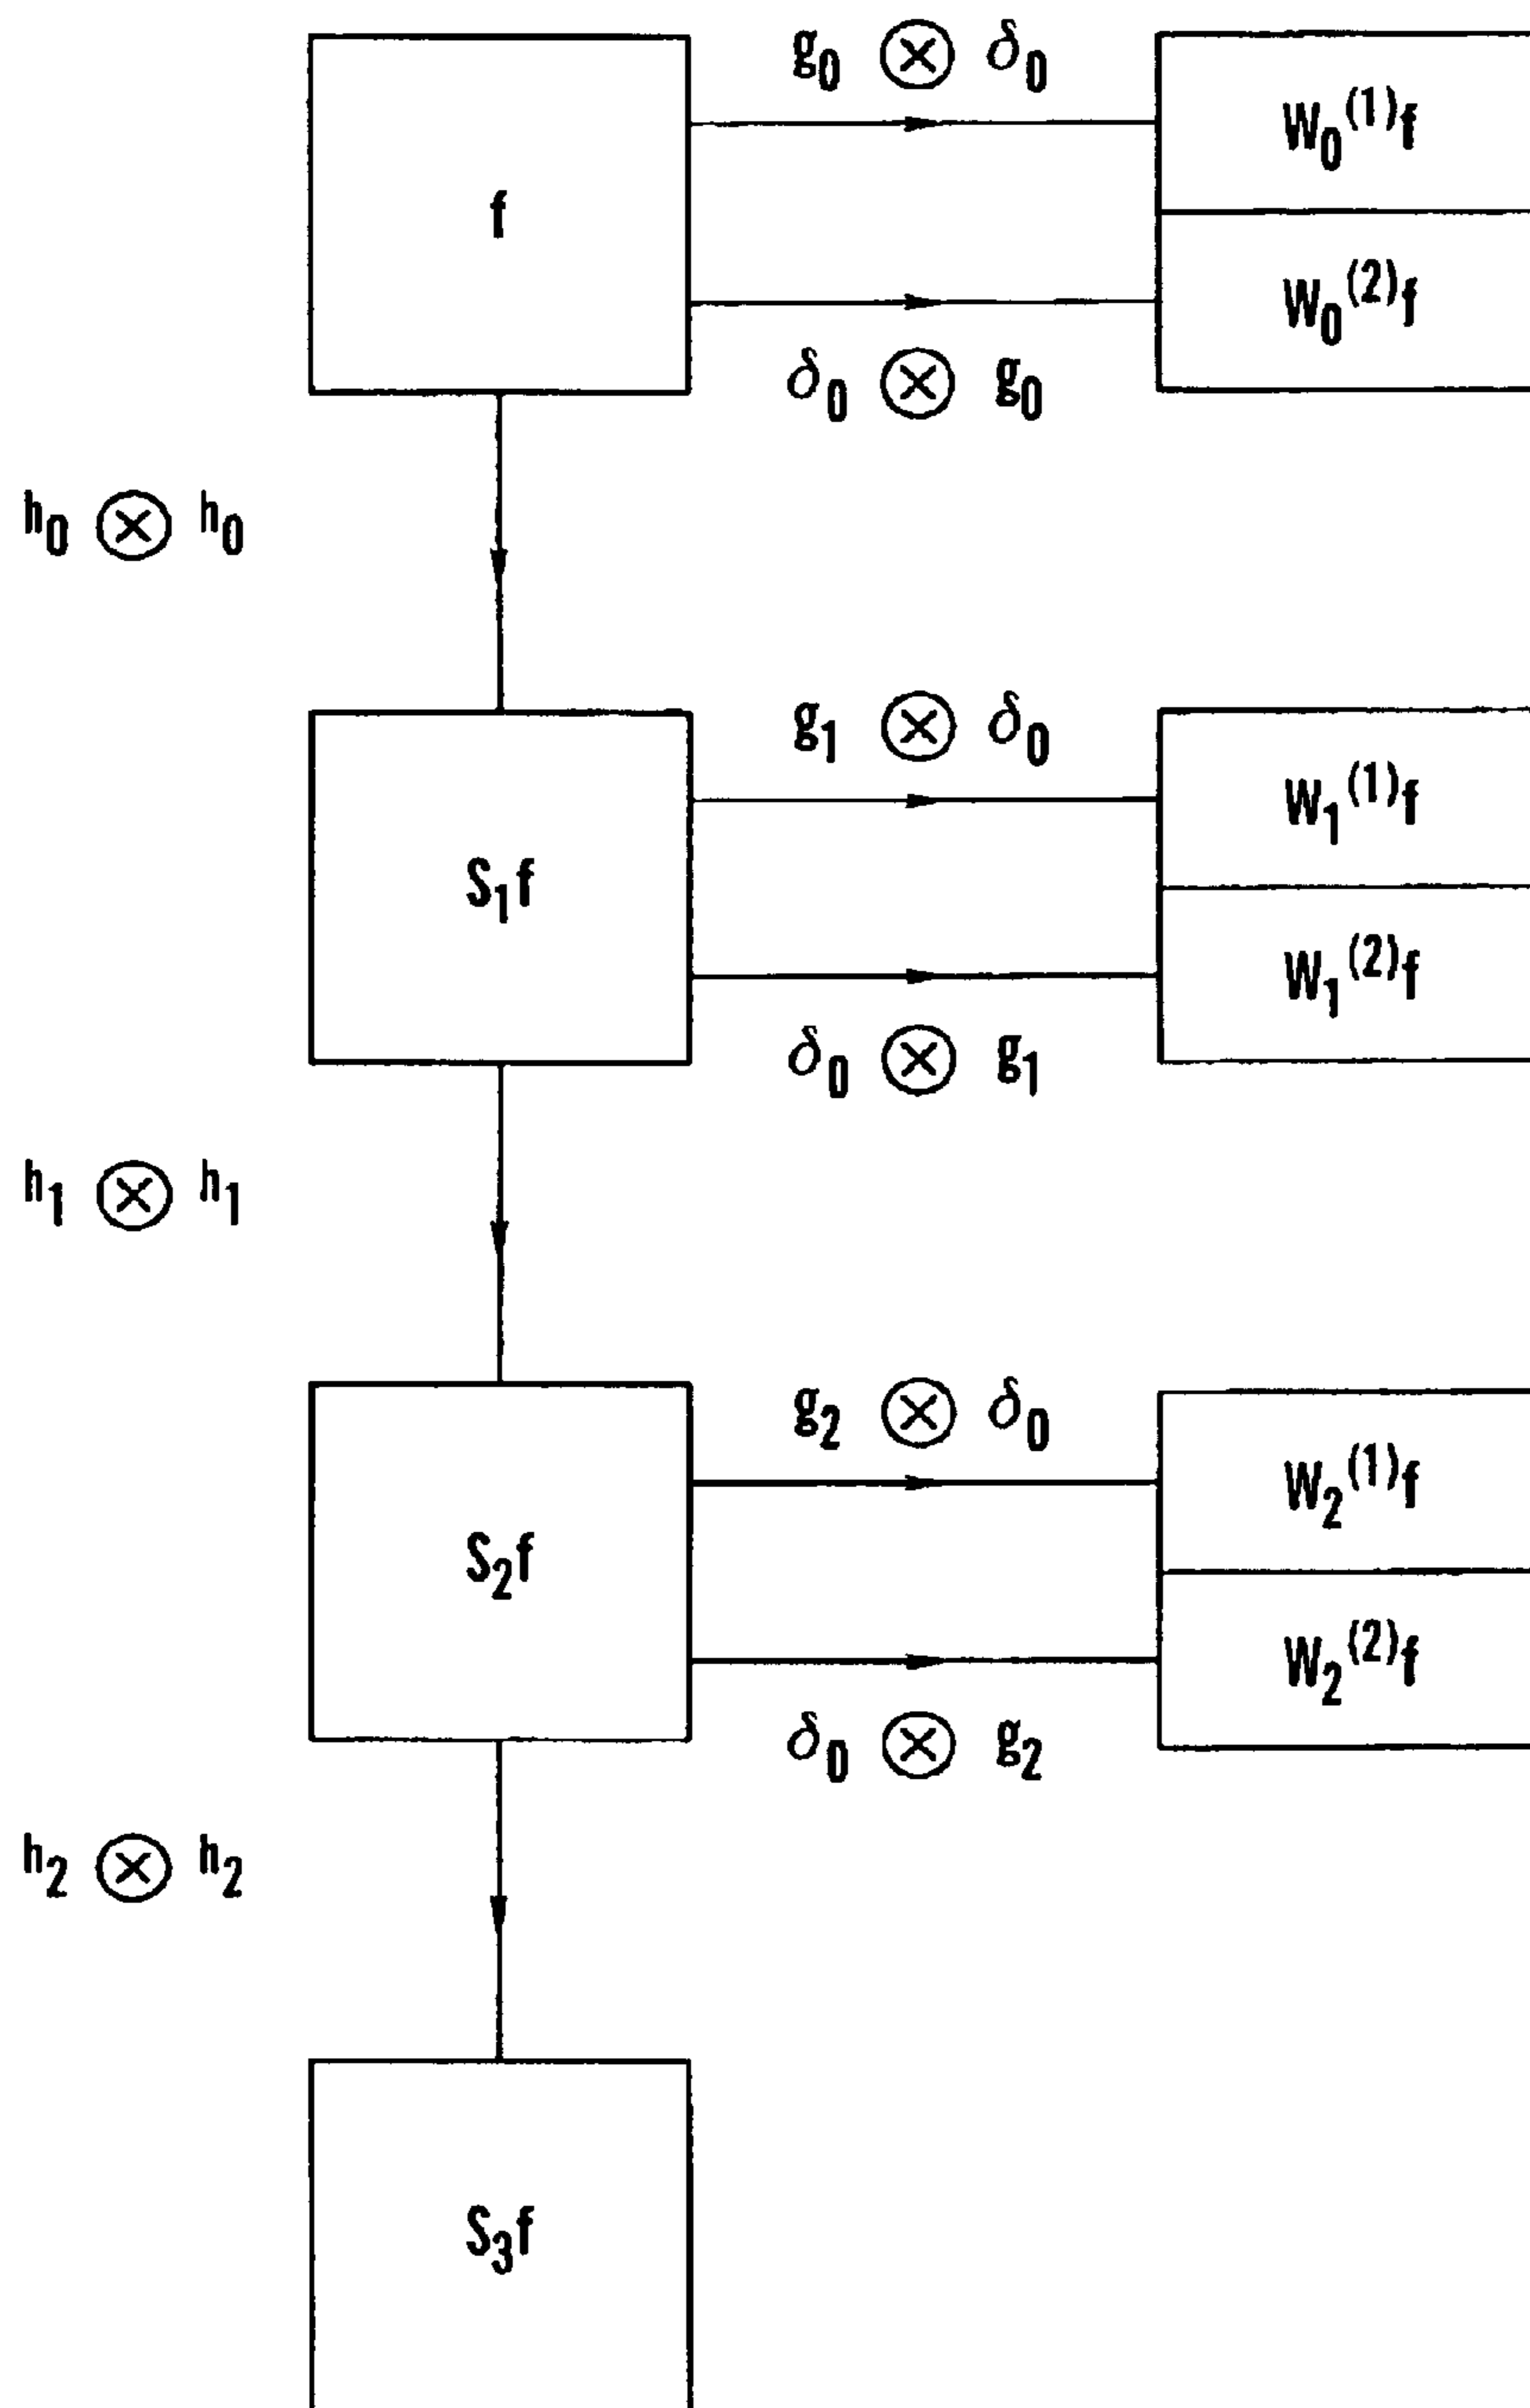 g₀ ⊗ δ₀
W₀⁽¹⁾f
f
W₀⁽²⁾f
δ₀ ⊗ g₀
h₀ ⊗ h₀
g₁ ⊗ δ₀
W₁⁽¹⁾f
S₁f
W₁⁽²⁾f
δ₀ ⊗ g₁
h₁ ⊗ h₁
g₂ ⊗ δ₀
W₂⁽¹⁾f
S₂f
W₂⁽²⁾f
δ₀ ⊗ g₂
h₂ ⊗ h₂
S₃f